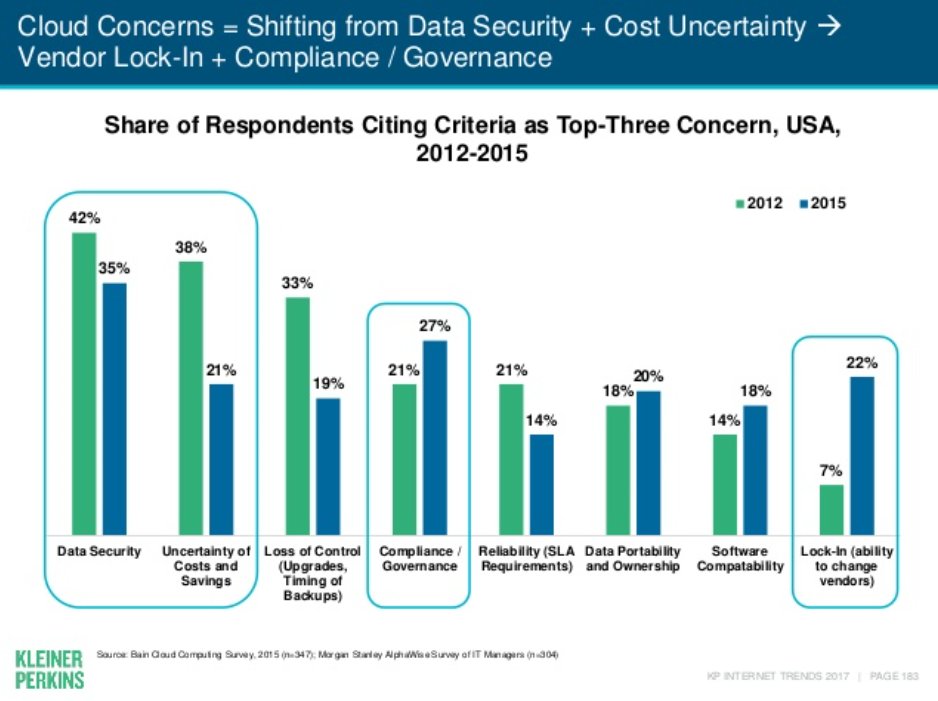 Cloud Concerns = Shifting from Data Security + Cost Uncertainty →
Vendor Lock-In + Compliance / Governance
Share of Respondents Citing Criteria as Top-Three Concern, USA,
2012-2015
2012 2015
42%
35%
38%
21%
33%
19%
21%
27%
21%
14%
18%
20%
14%
18%
7%
22%
Data Security
Uncertainty of
Costs and
Savings
Loss of Control
(Upgrades,
Timing of
Backups)
Compliance /
Governance
Reliability (SLA
Requirements)
Data Portability
and Ownership
Software
Compatability
Lock-In (ability
to change
vendors)
Source: Bain Cloud Computing Survey, 2015 (n=347); Morgan Stanley AlphaWise Survey of IT Managers (n=304)
KLEINER
PERKINS
KP INTERNET TRENDS 2017 | PAGE 183